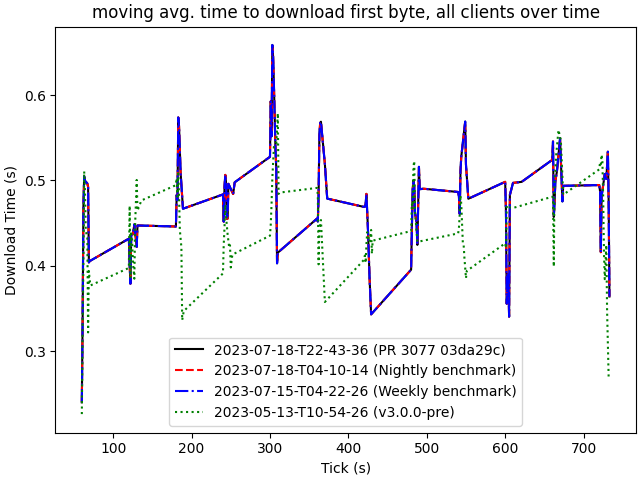 moving avg. time to download first byte, all clients over time
Download Time (s)
0.6
0.5
0.4
0.3
2023-07-18-T22-43-36 (PR 3077 03da29c)
2023-07-18-T04-10-14 (Nightly benchmark)
2023-07-15-T04-22-26 (Weekly benchmark)
2023-05-13-T10-54-26 (v3.0.0-pre)
100 200 300 400 500 600 700
Tick (s)